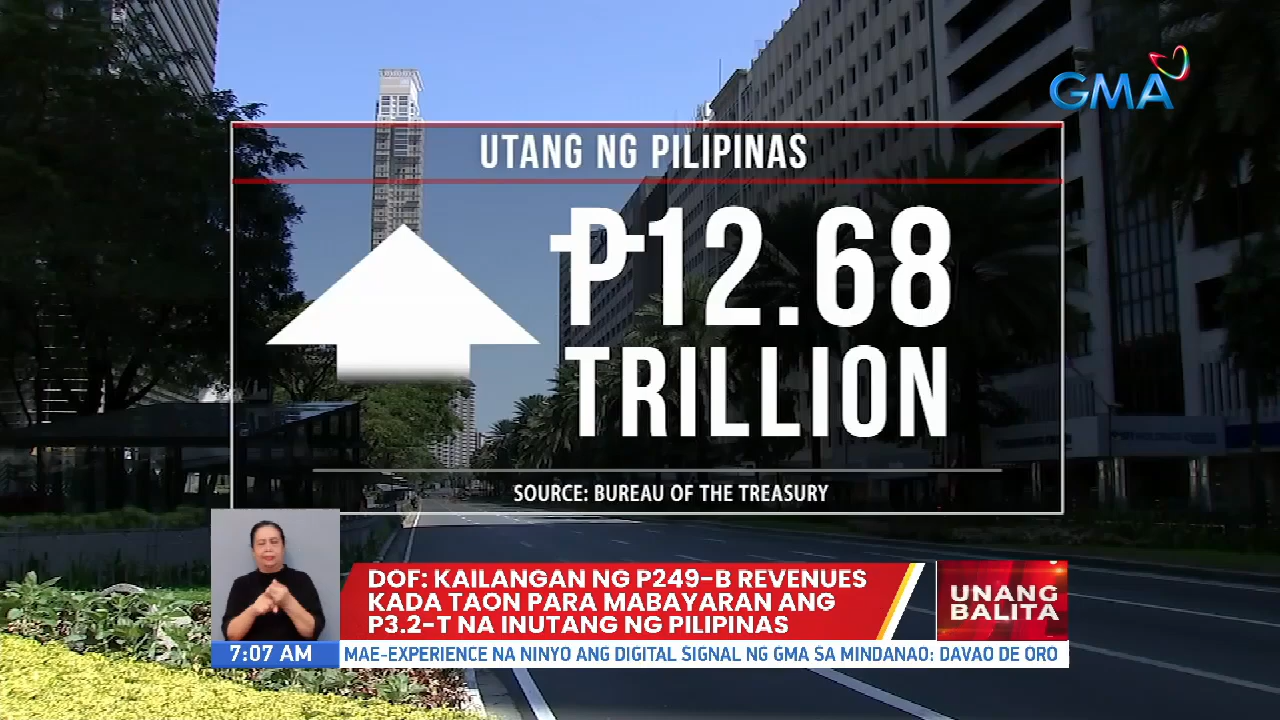 GMA
UTANG NG PILIPINAS
₱12.68
TRILLION
SOURCE: BUREAU OF THE TREASURY
DOF: KAILANGAN NG P249-B REVENUES
KADA TAON PARA MABAYARAN ANG
P3.2-T NA INUTANG NG PILIPINAS
UNANG
BALITA
7:07 AM
MAE-EXPERIENCE NA NINYO ANG DIGITAL SIGNAL NG GMA SA MINDANAO: DAVAO DE ORO